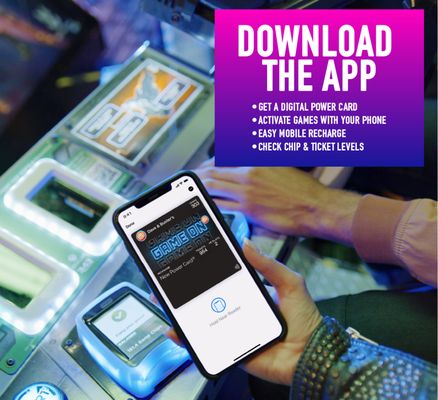 DOWNLOAD
THE APP
• GET A DIGITAL POWER CARD
• ACTIVATE GAMES WITH YOUR PHONE
• EASY MOBILE RECHARGE
• CHECK CHIP & TICKET LEVELS
9:41
Done
Dave & Buster's
GAME ON
New Power Card
Hold Near Reader